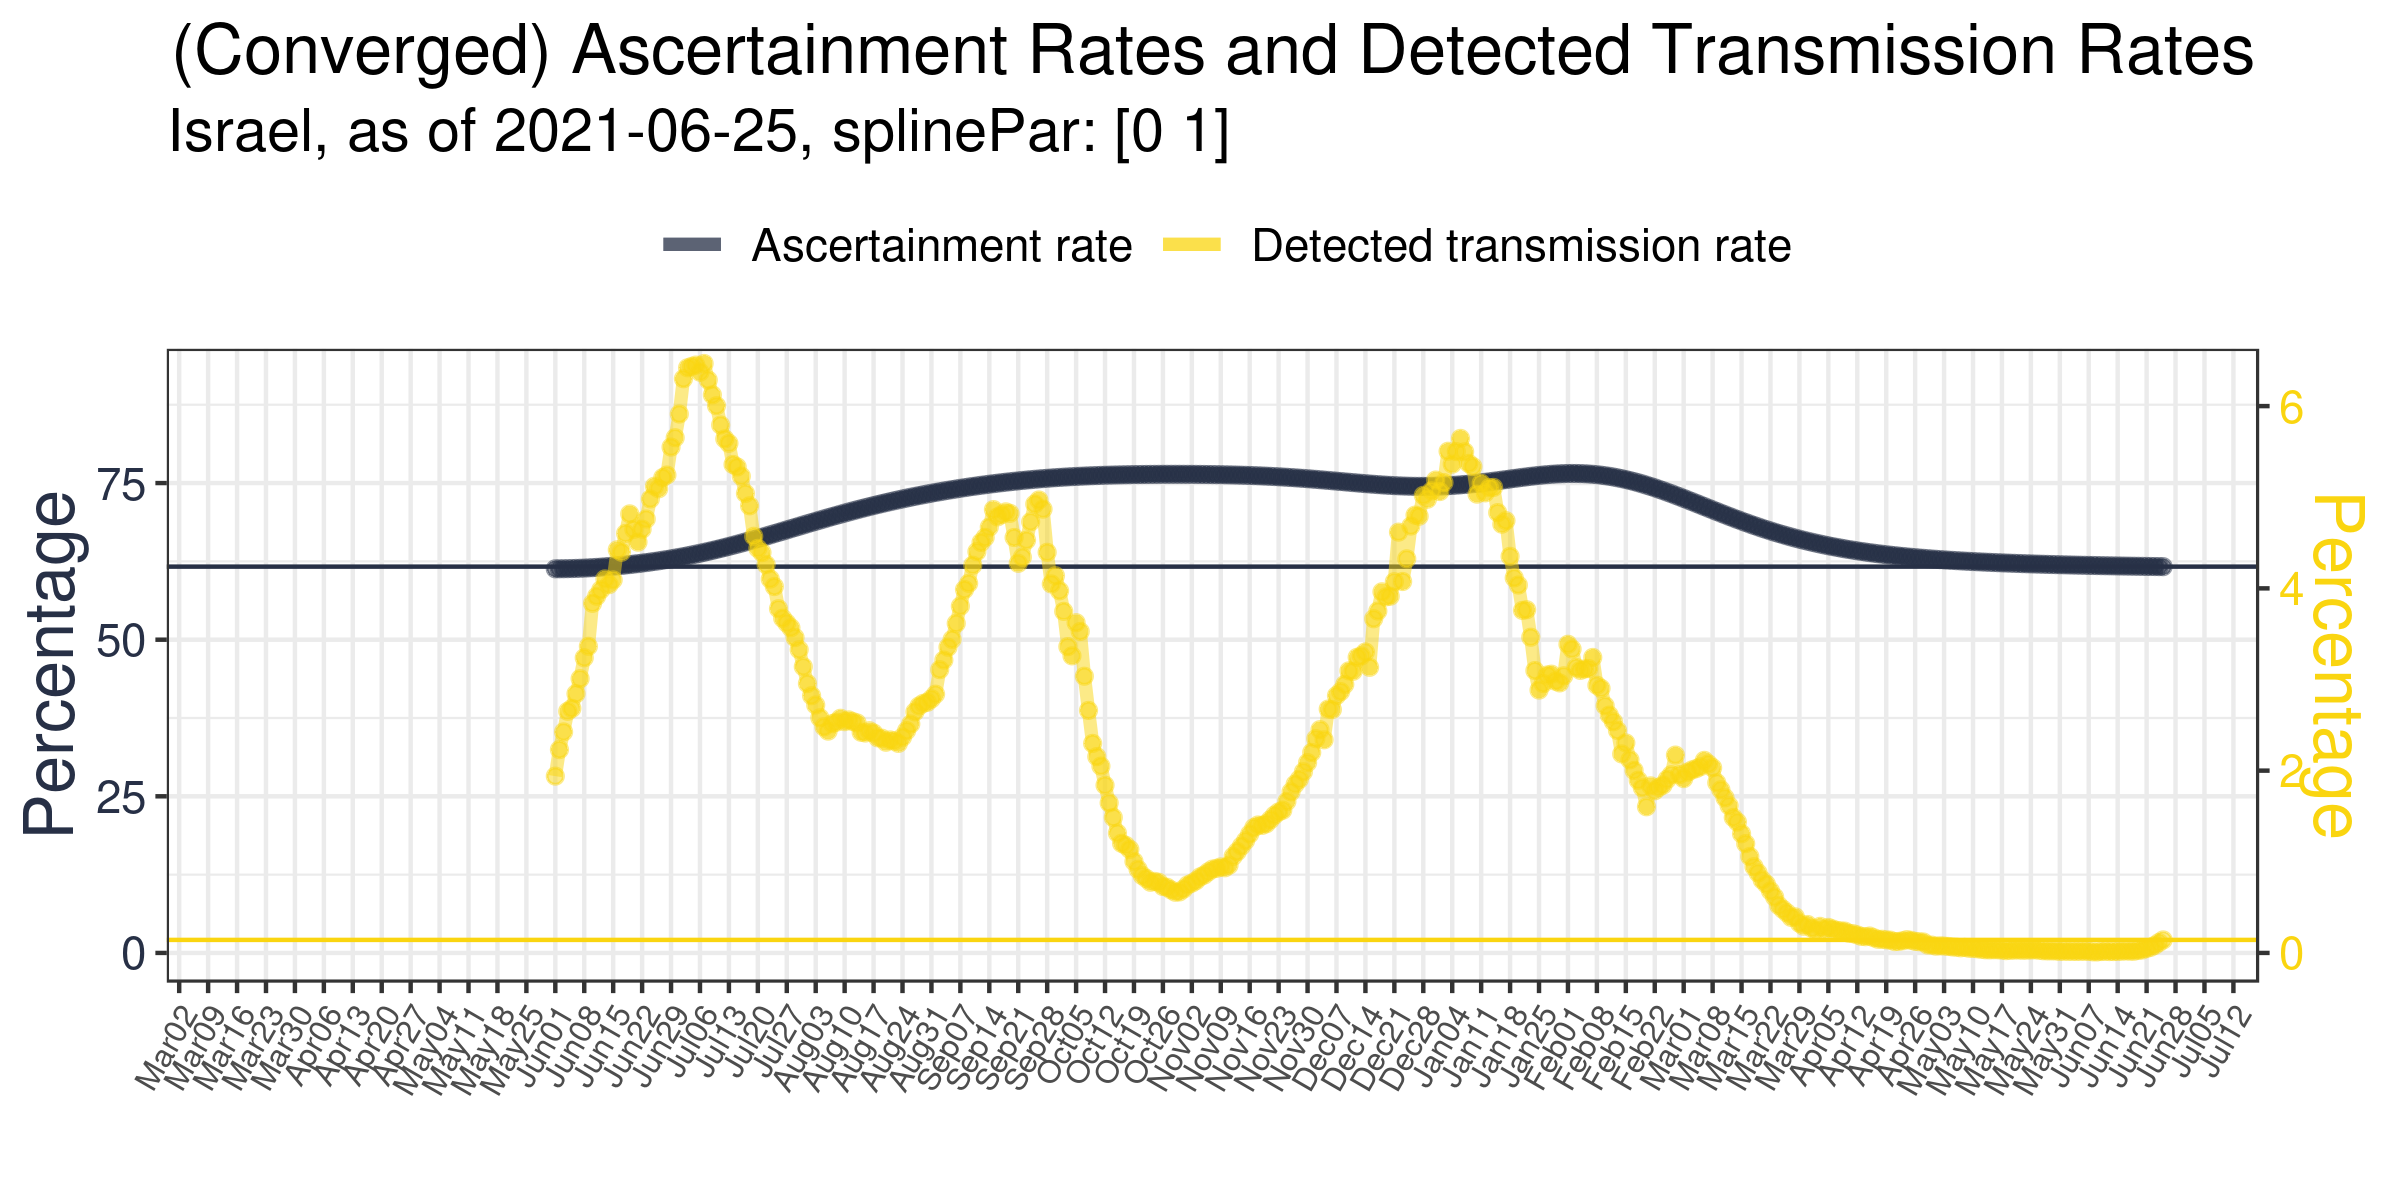 (Converged) Ascertainment Rates and Detected Transmission Rates
Israel, as of 2021-06-25, splinePar: [0 1]
Ascertainment rate
Detected transmission rate
Percentage
75
50
25
0
6
4
2
0
Percentage
Mar02
Mar09
Mar16
Mar23
Mar30
Apr06
Apr13
Apr20
Apr27
May04
May11
May18
May25
Jun01
Jun08
Jun15
Jun22
Jun29
Jul06
Jul13
Jul20
Jul27
Aug03
Aug10
Aug17
Aug24
Aug31
Sep07
Sep14
Sep21
Sep28
Oct05
Oct12
Oct19
Oct26
Nov02
Nov09
Nov16
Nov23
Nov30
Dec07
Dec14
Dec21
Dec28
Jan04
Jan11
Jan18
Jan25
Feb01
Feb08
Feb15
Feb22
Mar01
Mar08
Mar15
Mar22
Mar29
Apr05
Apr12
Apr19
Apr26
May03
May10
May17
May24
May31
Jun07
Jun14
Jun21
Jun28
Jul05
Jul12